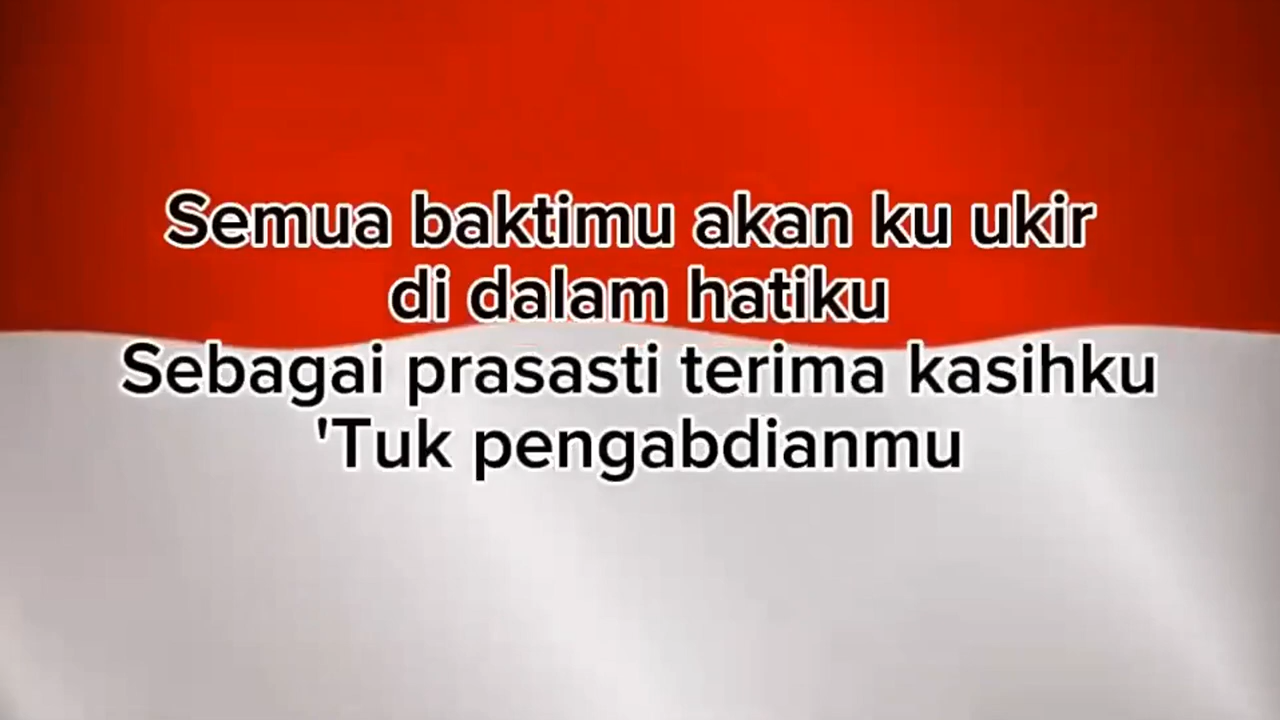 Semua baktimu akan ku ukir
di dalam hatiku
Sebagai prasasti terima kasihku
'Tuk pengabdianmu